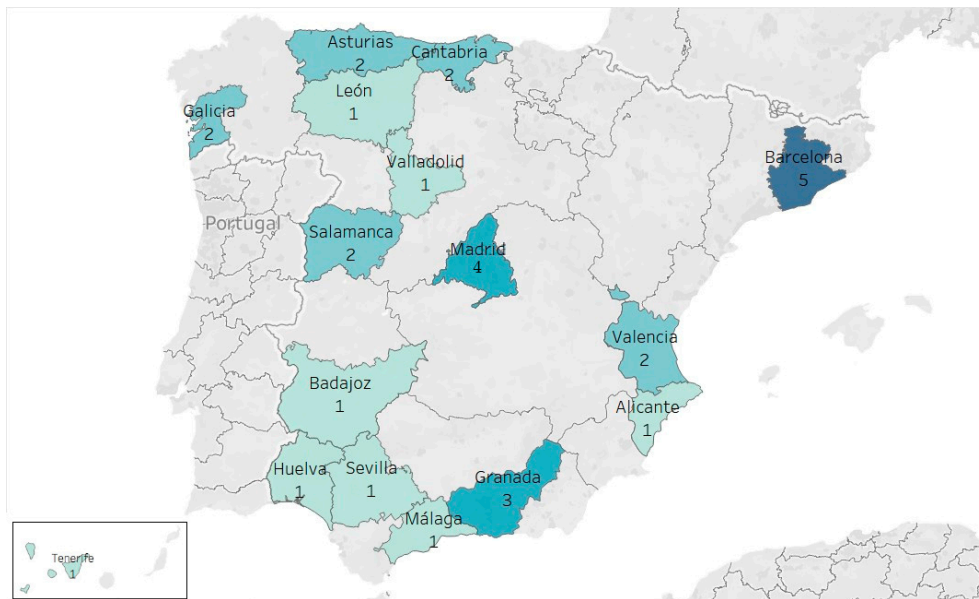 Asturias
2
Cantabria
2
León
1
Galicia
2
Valladolid
1
Barcelona
5
Portugal
Salamanca
2
Madrid
4
Valencia
2
Badajoz
1
Alicante
1
Huelva
1
Sevilla
1
Granada
3
Málaga
1
Tenerife
1